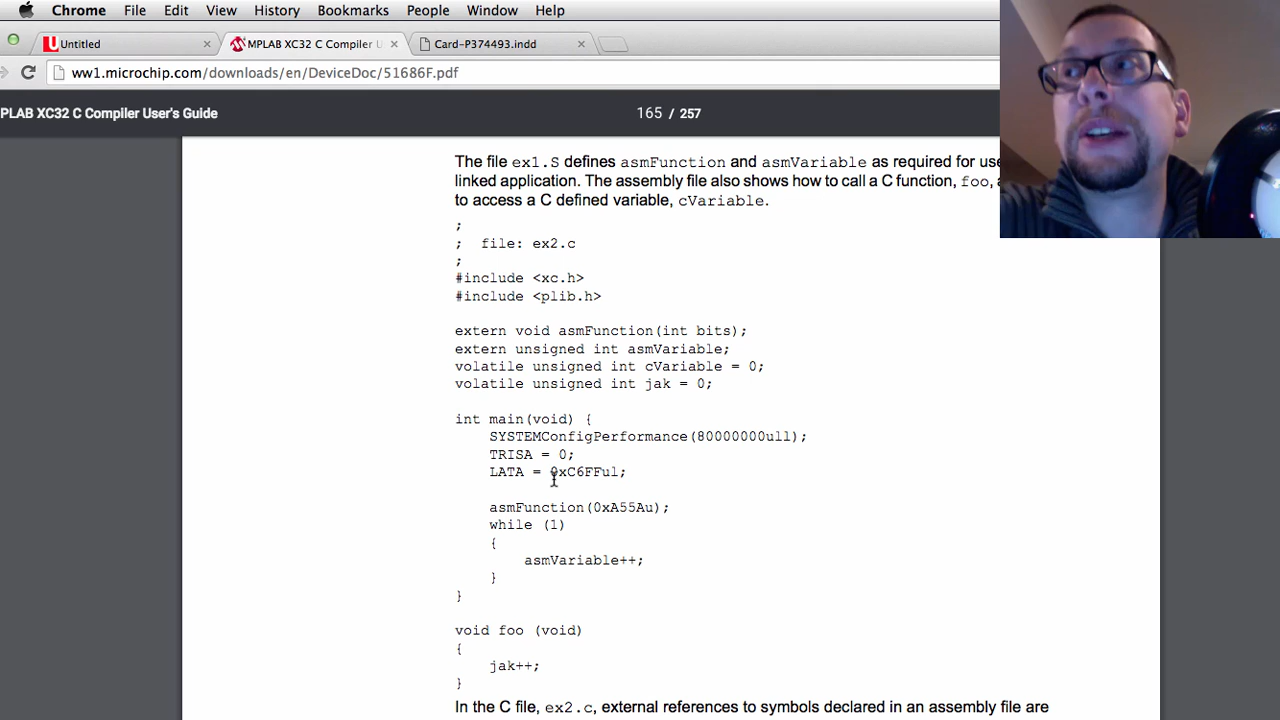 Chrome File Edit View History Bookmarks People Window Help
Untitled × MPLAB XC32 C Compiler U × Card-P374493.indd ×
ww1.microchip.com/downloads/en/DeviceDoc/51686F.pdf
PLAB XC32 C Compiler User's Guide 165 / 257
The file ex1.S defines asmFunction and asmVariable as required for use
linked application. The assembly file also shows how to call a C function, foo,
to access a C defined variable, cVariable.
;
; file: ex2.c
;
#include <xc.h>
#include <plib.h>
extern void asmFunction(int bits);
extern unsigned int asmVariable;
volatile unsigned int cVariable = 0;
volatile unsigned int jak = 0;
int main(void) {
SYSTEMConfigPerformance(80000000ull);
TRISA = 0;
LATA = 0xC6FFul;
asmFunction(0xA55Au);
while (1)
{
asmVariable++;
}
}
void foo (void)
{
jak++;
}
In the C file, ex2.c, external references to symbols declared in an assembly file are